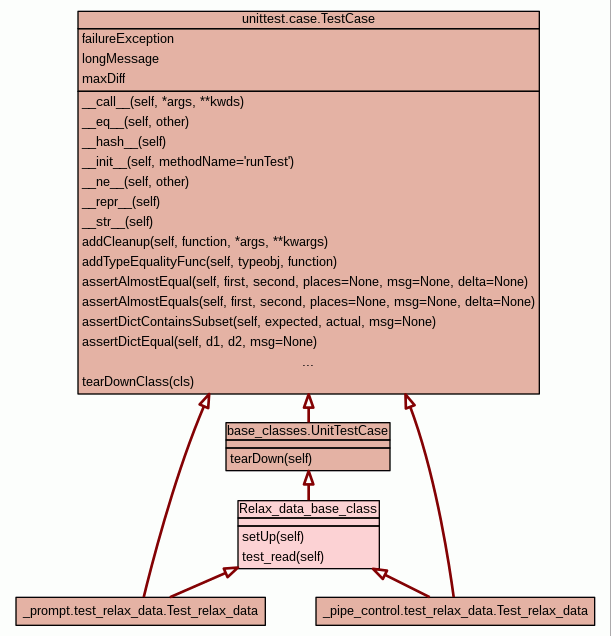 unittest.case.TestCase
failureException
longMessage
maxDiff
__call__(self, *args, **kwds)
__eq__(self, other)
__hash__(self)
__init__(self, methodName='runTest')
__ne__(self, other)
__repr__(self)
__str__(self)
addCleanup(self, function, *args, **kwargs)
addTypeEqualityFunc(self, typeobj, function)
assertAlmostEqual(self, first, second, places=None, msg=None, delta=None)
assertAlmostEquals(self, first, second, places=None, msg=None, delta=None)
assertDictContainsSubset(self, expected, actual, msg=None)
assertDictEqual(self, d1, d2, msg=None)
...
tearDownClass(cls)
base_classes.UnitTestCase
tearDown(self)
Relax_data_base_class
setUp(self)
test_read(self)
_prompt.test_relax_data.Test_relax_data
_pipe_control.test_relax_data.Test_relax_data